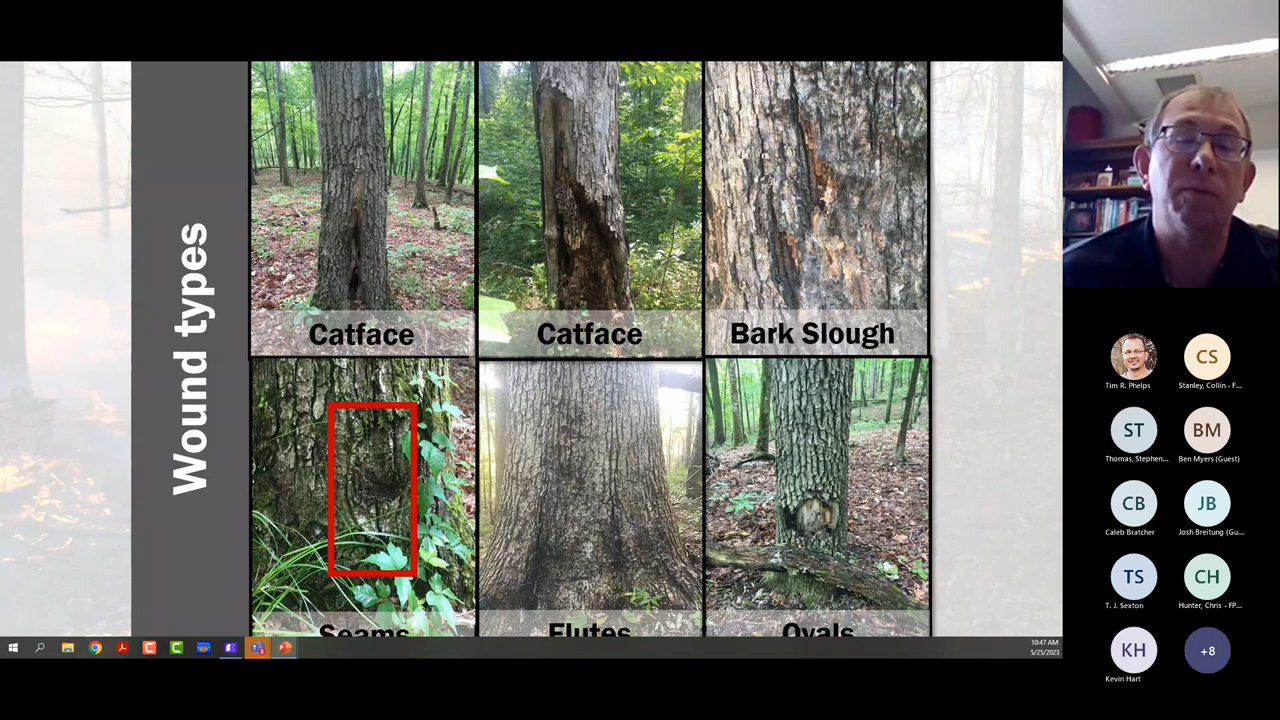 Wound types
Catface
Catface
Bark Slough
Seams
Flutes
Ovals
10:47 AM
5/25/2023
Tim R. Phelps
CS
Stanley, Collin - F...
ST
Thomas, Stephen...
BM
Ben Myers (Guest)
CB
Caleb Bratcher
JB
Josh Breitung (Gu...
TS
T. J. Sexton
CH
Hunter, Chris - FP...
KH
Kevin Hart
+8